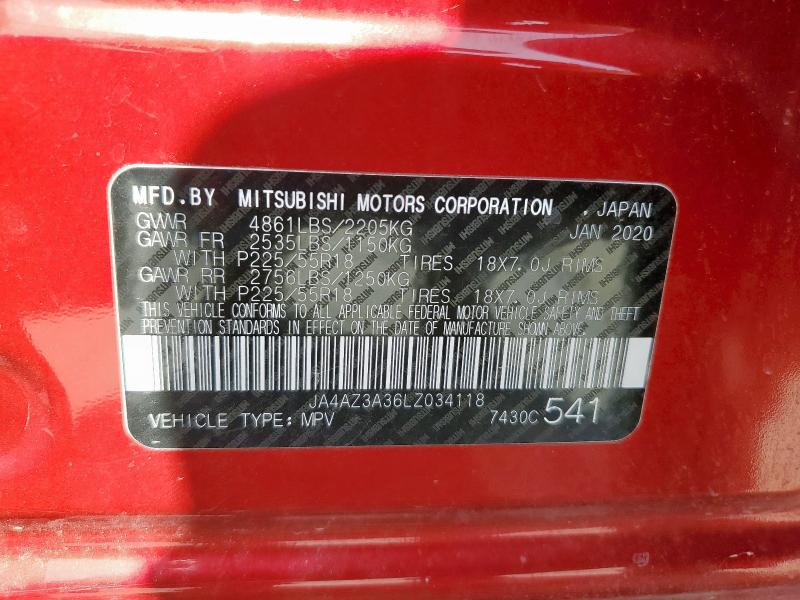 MFD.BY MITSUBISHI MOTORS CORPORATION . JAPAN
GVWR 4861LBS/2205KG JAN 2020
GAWR FR 2535LBS/1150KG
WITH P225/55R18 TIRES 18X7.0J RIMS
GAWR RR 2756LBS/1250KG
WITH P225/55R18 TIRES 18X7.0J RIMS
THIS VEHICLE CONFORMS TO ALL APPLICABLE FEDERAL MOTOR VEHICLE SAFETY AND THEFT
PREVENTION STANDARDS IN EFFECT ON THE DATE OF MANUFACTURE SHOWN ABOVE.
JA4AZ3A36LZ034118
VEHICLE TYPE: MPV 7430C 541